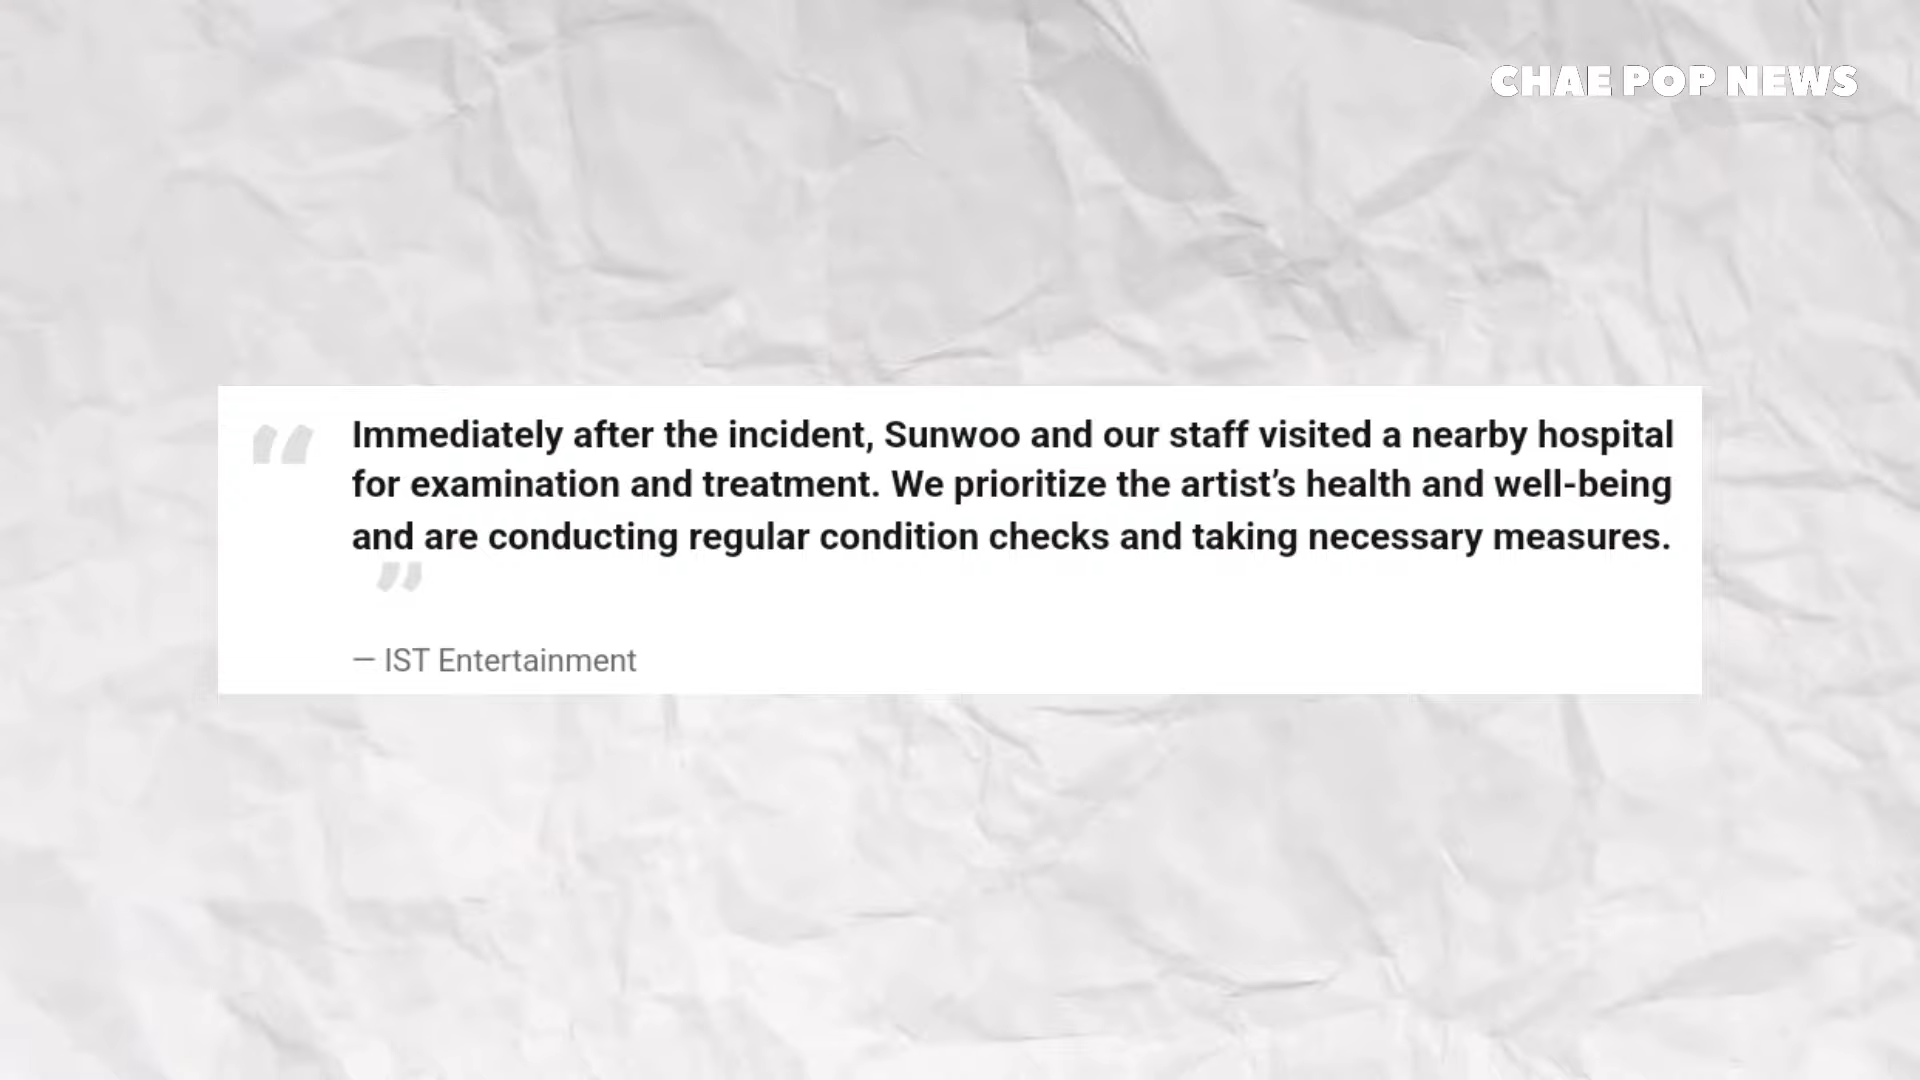 CHAE POP NEWS
“
Immediately after the incident, Sunwoo and our staff visited a nearby hospital
for examination and treatment. We prioritize the artist’s health and well-being
and are conducting regular condition checks and taking necessary measures.
”
— IST Entertainment